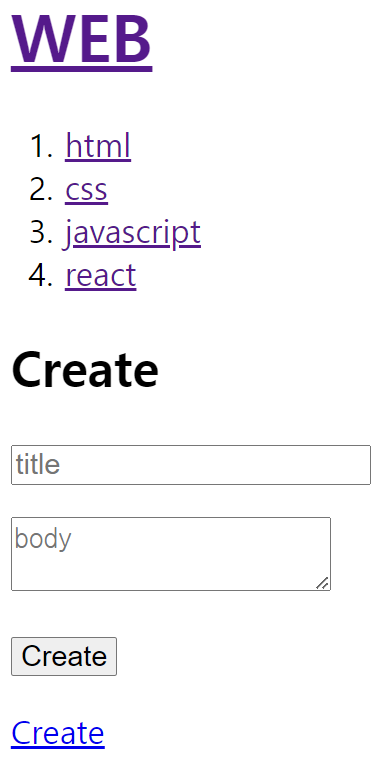 WEB
1. html
2. css
3. javascript
4. react
Create
title
body
Create
Create